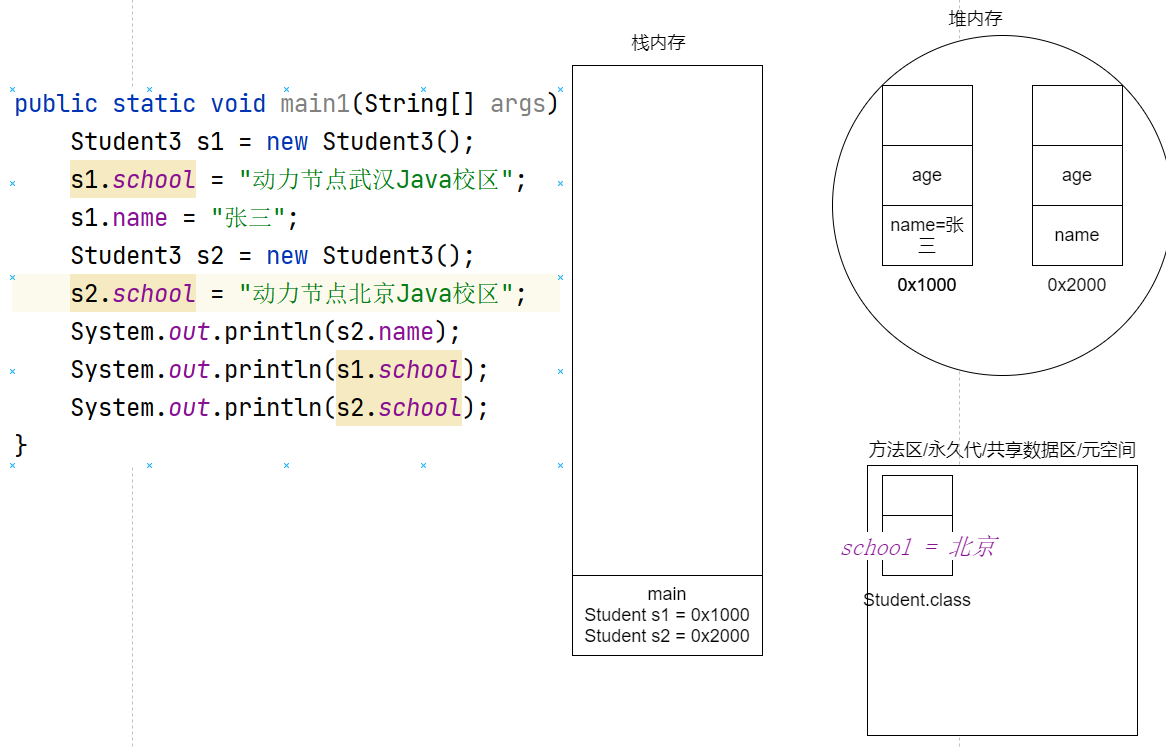 public static void main1(String[] args)
Student3 s1 = new Student3();
s1.school = "动力节点武汉Java校区";
s1.name = "张三";
Student3 s2 = new Student3();
s2.school = "动力节点北京Java校区";
System.out.println(s2.name);
System.out.println(s1.school);
System.out.println(s2.school);
}
栈内存
main
Student s1 = 0x1000
Student s2 = 0x2000
堆内存
age
name=张
三
0x1000
age
name
0x2000
方法区/永久代/共享数据区/元空间
school = 北京
Student.class